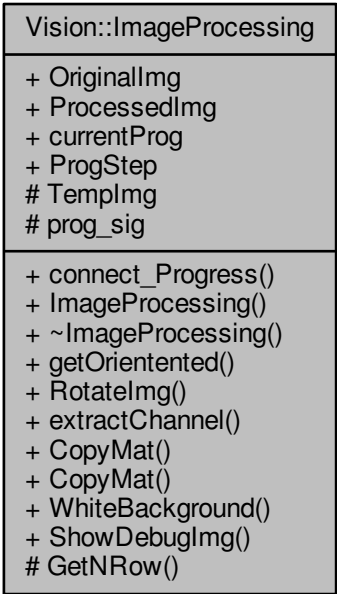 Vision::ImageProcessing
+ OriginalImg
+ ProcessedImg
+ currentProg
+ ProgStep
# TempImg
# prog_sig
+ connect_Progress()
+ ImageProcessing()
+ ~ImageProcessing()
+ getOrientented()
+ RotateImg()
+ extractChannel()
+ CopyMat()
+ CopyMat()
+ WhiteBackground()
+ ShowDebugImg()
# GetNRow()